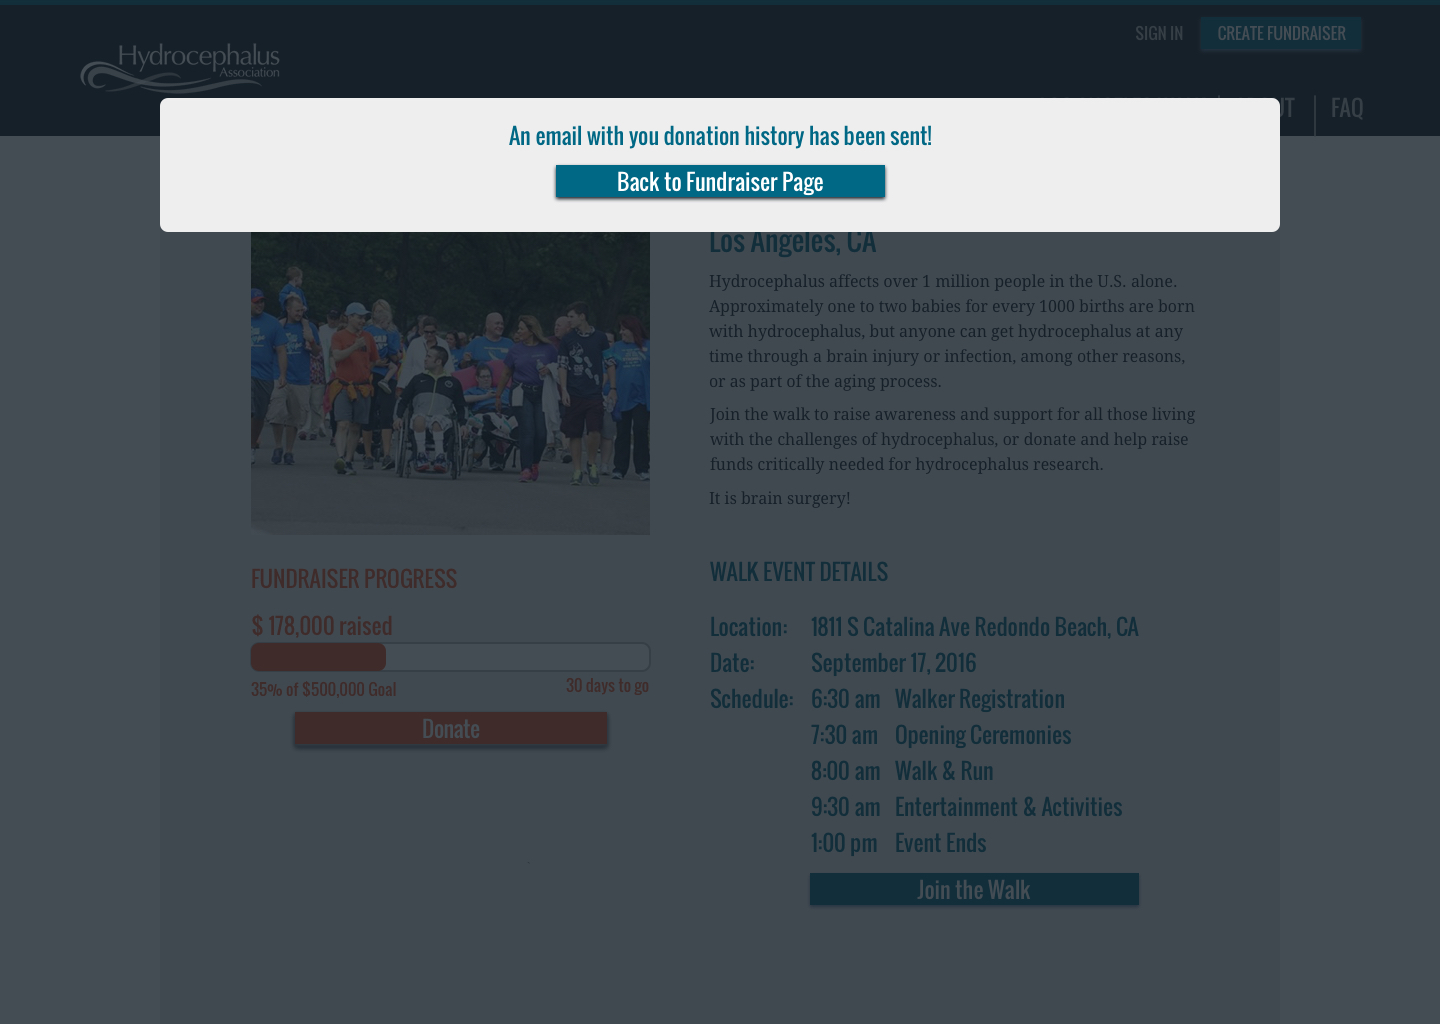 SIGN IN
CREATE FUNDRAISER
Hydrocephalus
Association
FAQ
An email with you donation history has been sent!
Back to Fundraiser Page
Los Angeles, CA
Hydrocephalus affects over 1 million people in the U.S. alone.
Approximately one to two babies for every 1000 births are born
with hydrocephalus, but anyone can get hydrocephalus at any
time through a brain injury or infection, among other reasons,
or as part of the aging process.
Join the walk to raise awareness and support for all those living
with the challenges of hydrocephalus, or donate and help raise
funds critically needed for hydrocephalus research.
It is brain surgery!
FUNDRAISER PROGRESS
$ 178,000 raised
35% of $500,000 Goal
30 days to go
Donate
WALK EVENT DETAILS
Location: 1811 S Catalina Ave Redondo Beach, CA
Date: September 17, 2016
Schedule: 6:30 am Walker Registration
7:30 am Opening Ceremonies
8:00 am Walk & Run
9:30 am Entertainment & Activities
1:00 pm Event Ends
Join the Walk